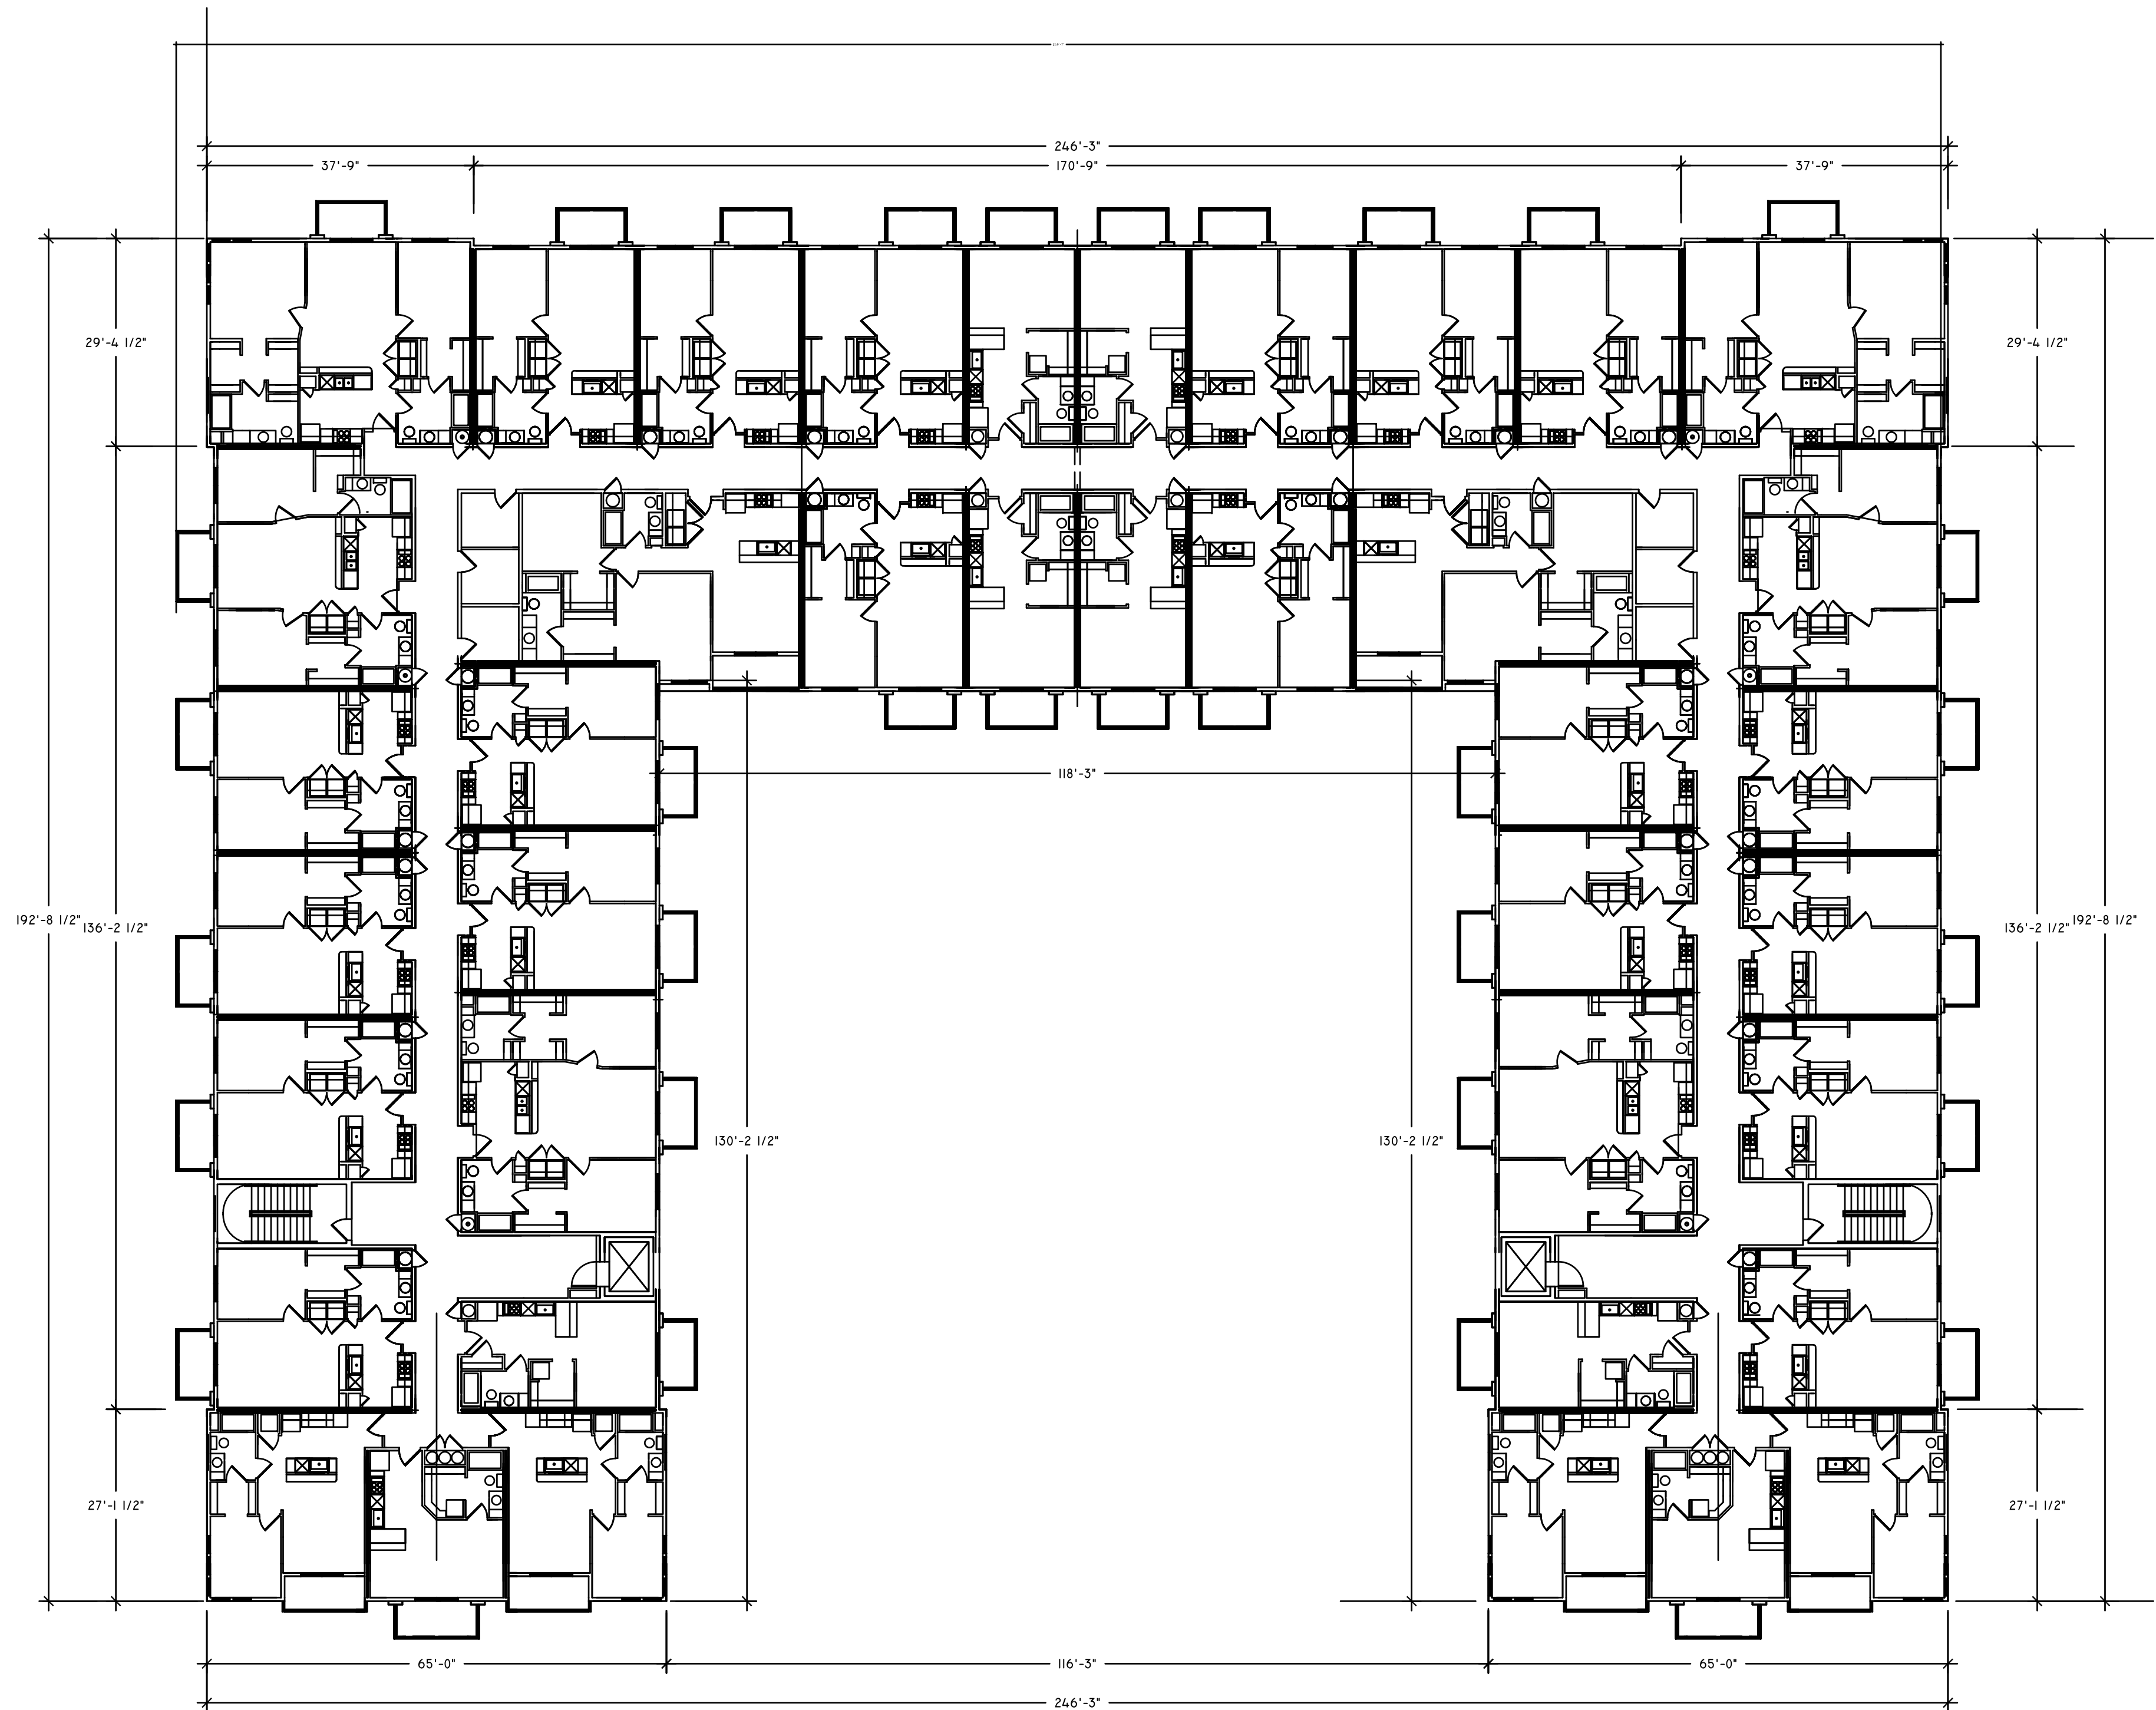 246'-3"
37'-9" 170'-9" 37'-9"
29'-4 1/2" 29'-4 1/2"
118'-3"
192'-8 1/2" 136'-2 1/2" 136'-2 1/2" 192'-8 1/2"
130'-2 1/2" 130'-2 1/2"
27'-1 1/2" 27'-1 1/2"
65'-0" 116'-3" 65'-0"
246'-3"